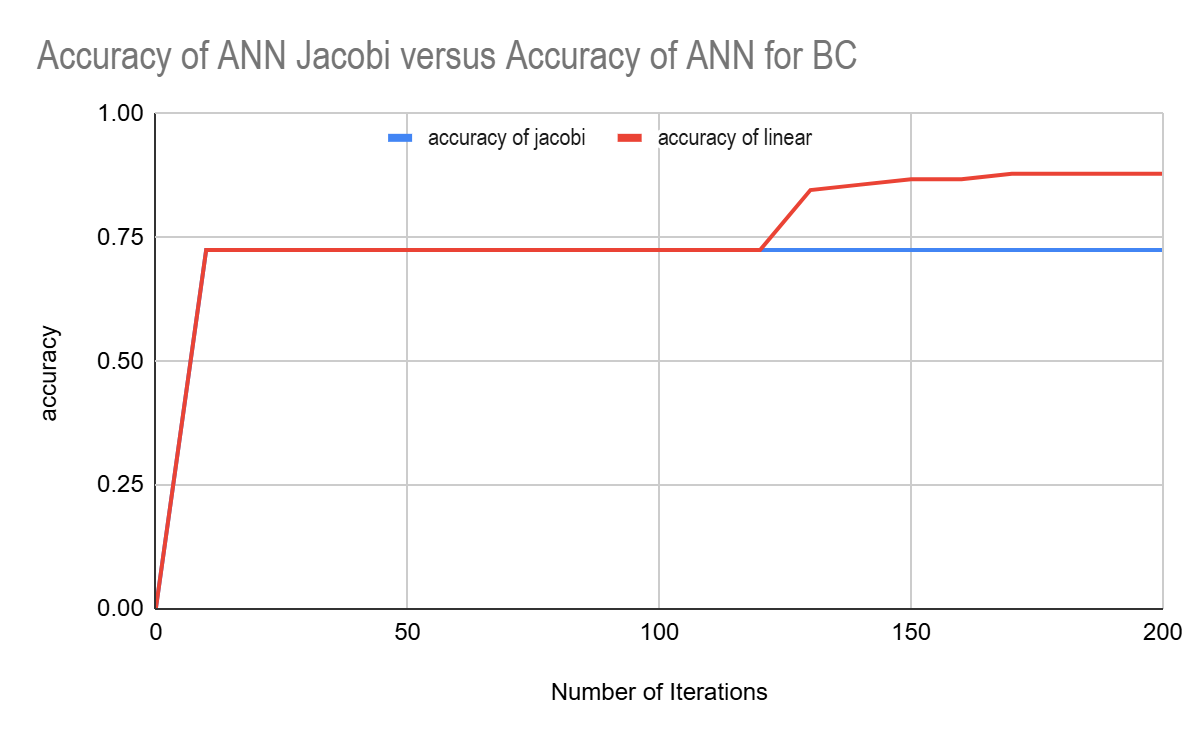 Accuracy of ANN Jacobi versus Accuracy of ANN for BC
1.00
accuracy of jacobi accuracy of linear
0.75
0.50
accuracy
0.25
0.00
0 50 100 150 200
Number of Iterations